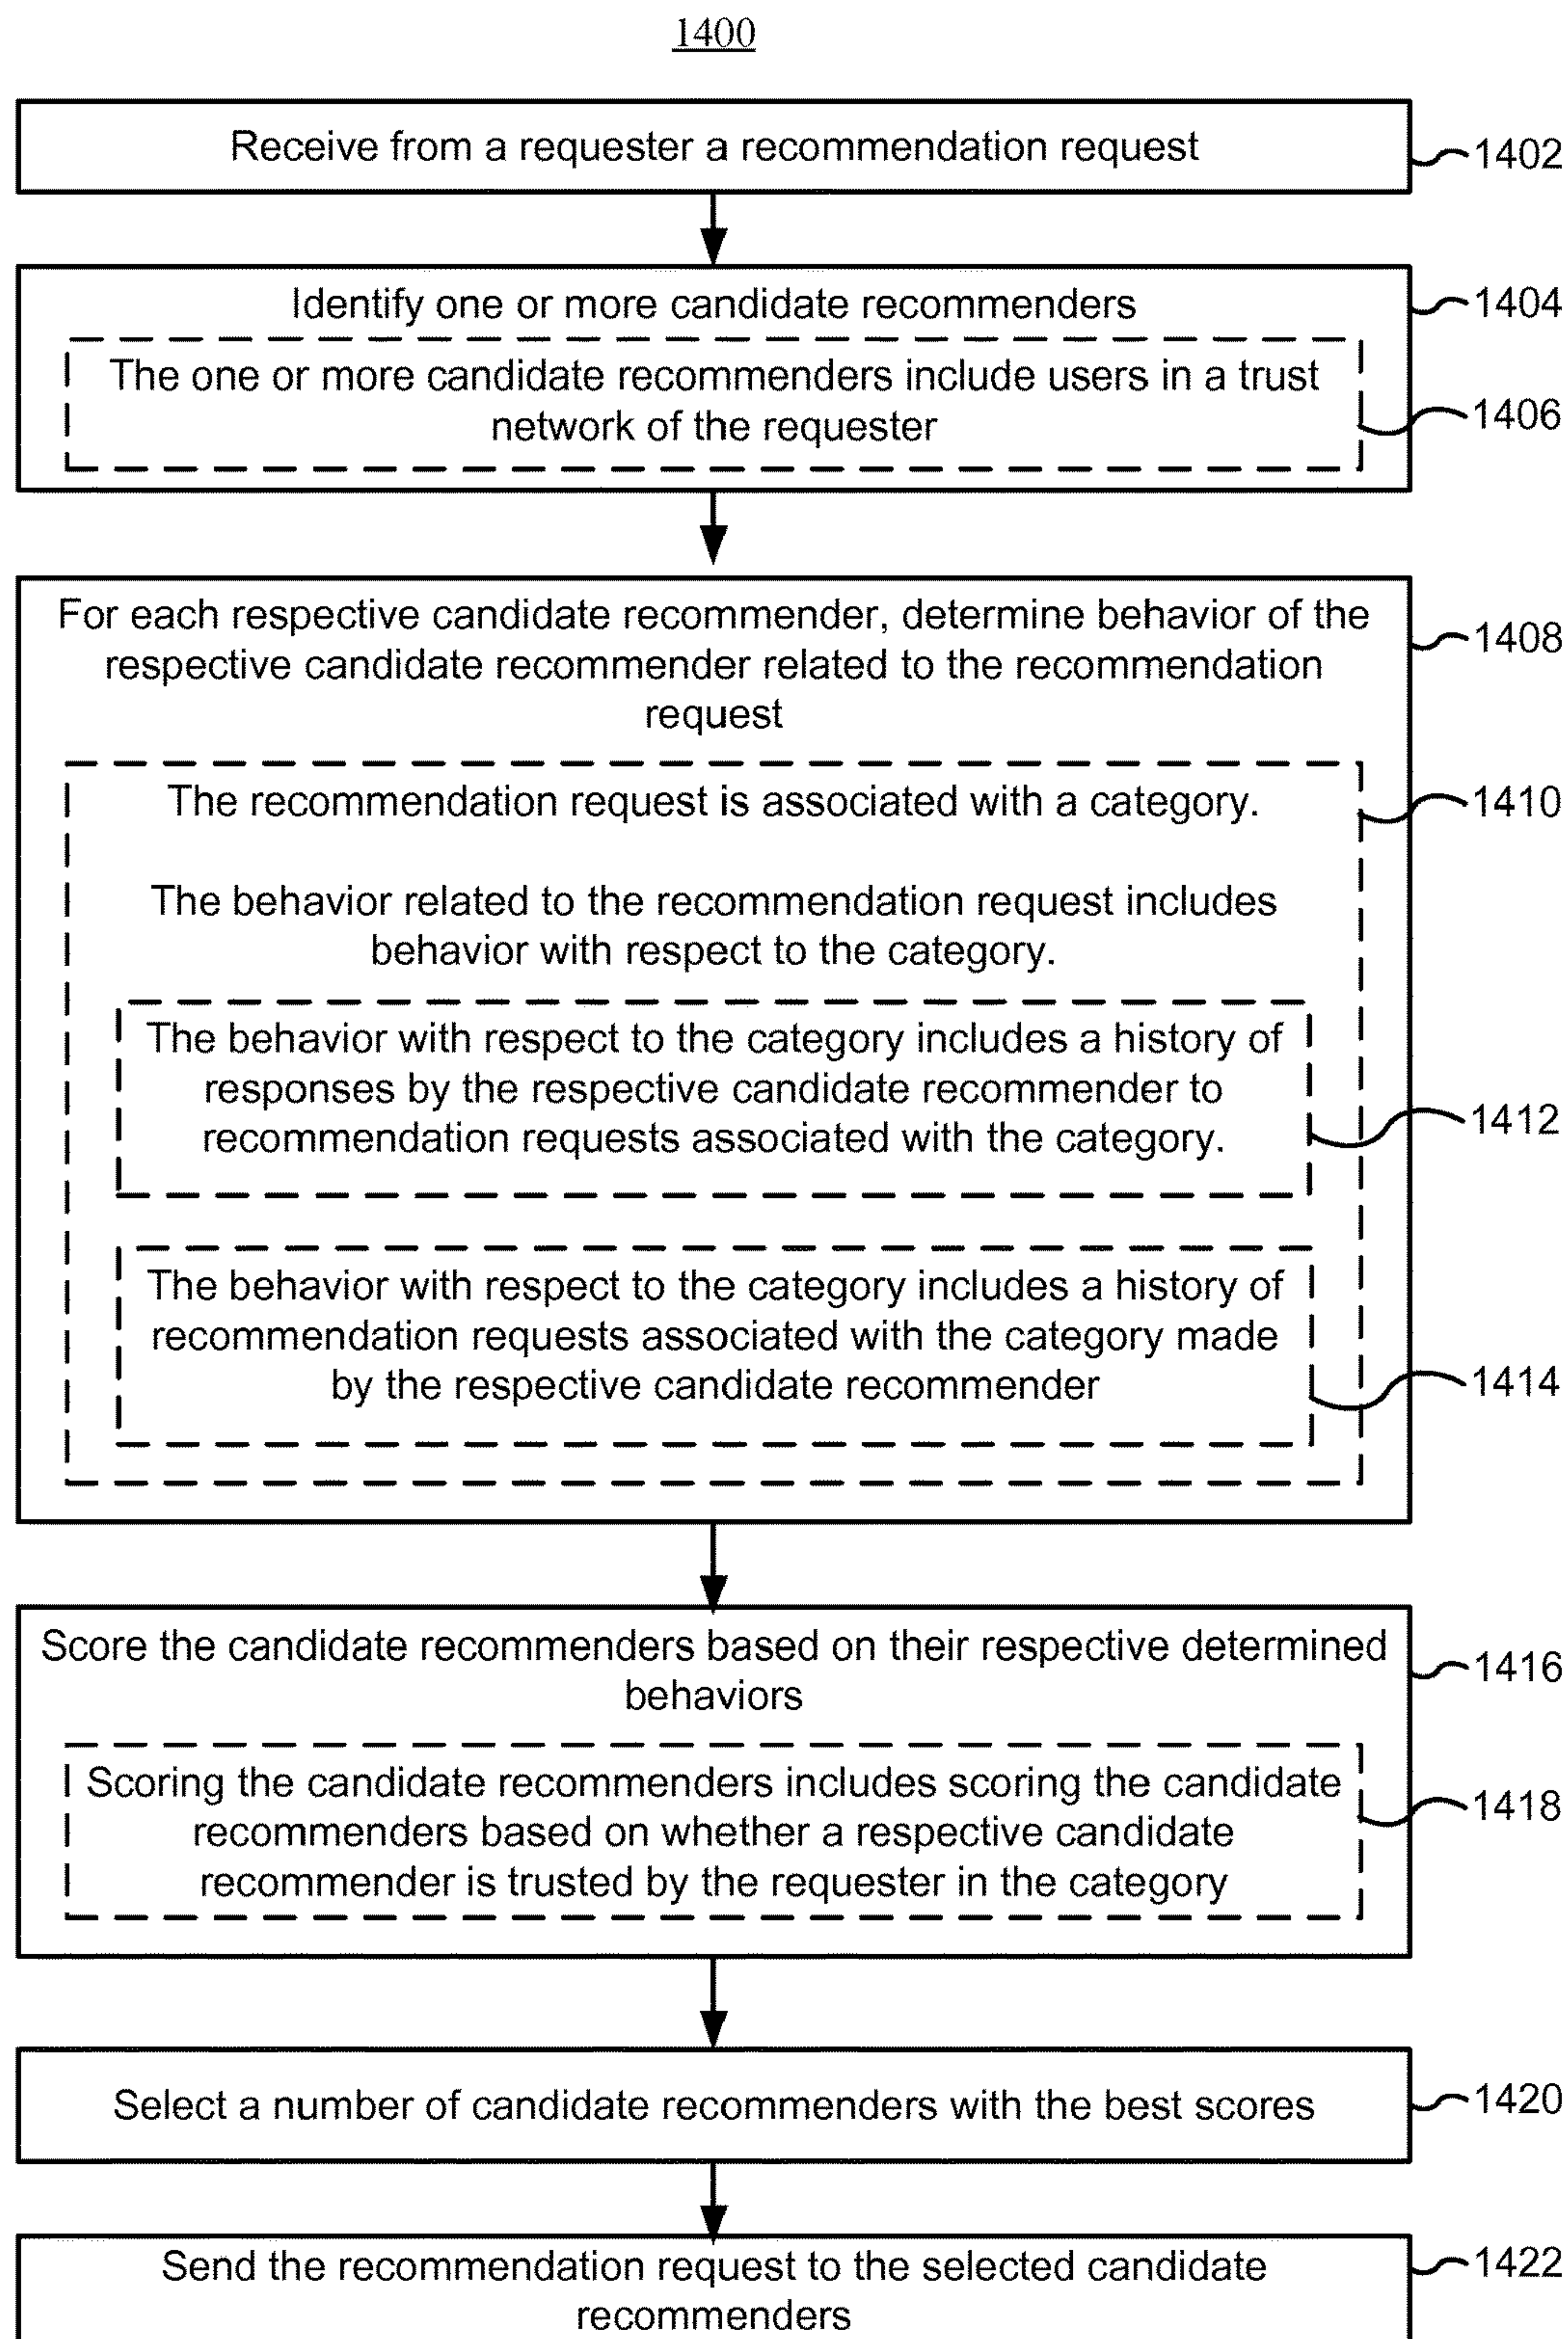 1400
Receive from a requester a recommendation request
1402
Identify one or more candidate recommenders
1404
The one or more candidate recommenders include users in a trust
network of the requester
1406
For each respective candidate recommender, determine behavior of the
respective candidate recommender related to the recommendation
request
1408
The recommendation request is associated with a category.
1410
The behavior related to the recommendation request includes
behavior with respect to the category.
The behavior with respect to the category includes a history of
responses by the respective candidate recommender to
recommendation requests associated with the category.
1412
The behavior with respect to the category includes a history of
recommendation requests associated with the category made
by the respective candidate recommender
1414
Score the candidate recommenders based on their respective determined
behaviors
1416
Scoring the candidate recommenders includes scoring the candidate
recommenders based on whether a respective candidate
recommender is trusted by the requester in the category
1418
Select a number of candidate recommenders with the best scores
1420
Send the recommendation request to the selected candidate
recommenders
1422